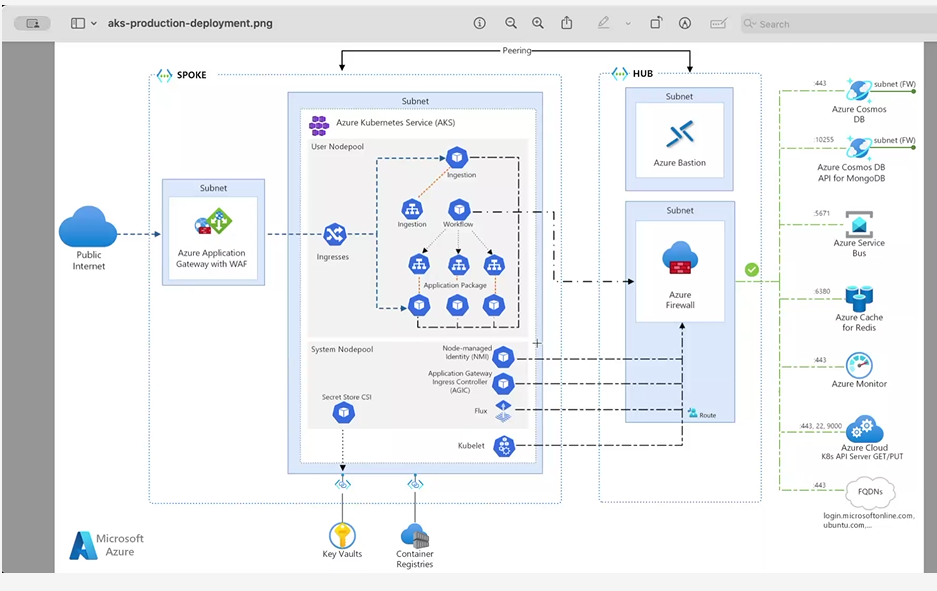 aks-production-deployment.png
Search
Peering
SPOKE
HUB
Subnet
Azure Kubernetes Service (AKS)
User Nodepool
Ingestion
Ingestion
Workflow
Ingresses
Application Package
System Nodepool
Node-managed
Identity (NMI)
Application Gateway
Ingress Controller
(AGIC)
Secret Store CSI
Flux
Kubelet
Subnet
Azure Application
Gateway with WAF
Public
Internet
Subnet
Azure Bastion
Subnet
Azure
Firewall
Route
:443
subnet (FW)
Azure Cosmos
DB
:10255
subnet (FW)
Azure Cosmos DB
API for MongoDB
:5671
Azure Service
Bus
:6380
Azure Cache
for Redis
:443
Azure Monitor
:443, 22, 9000
Azure Cloud
K8s API Server GET/PUT
:443
FQDNs
login.microsoftonline.com,
ubuntu.com,...
Key Vaults
Container
Registries
Microsoft
Azure